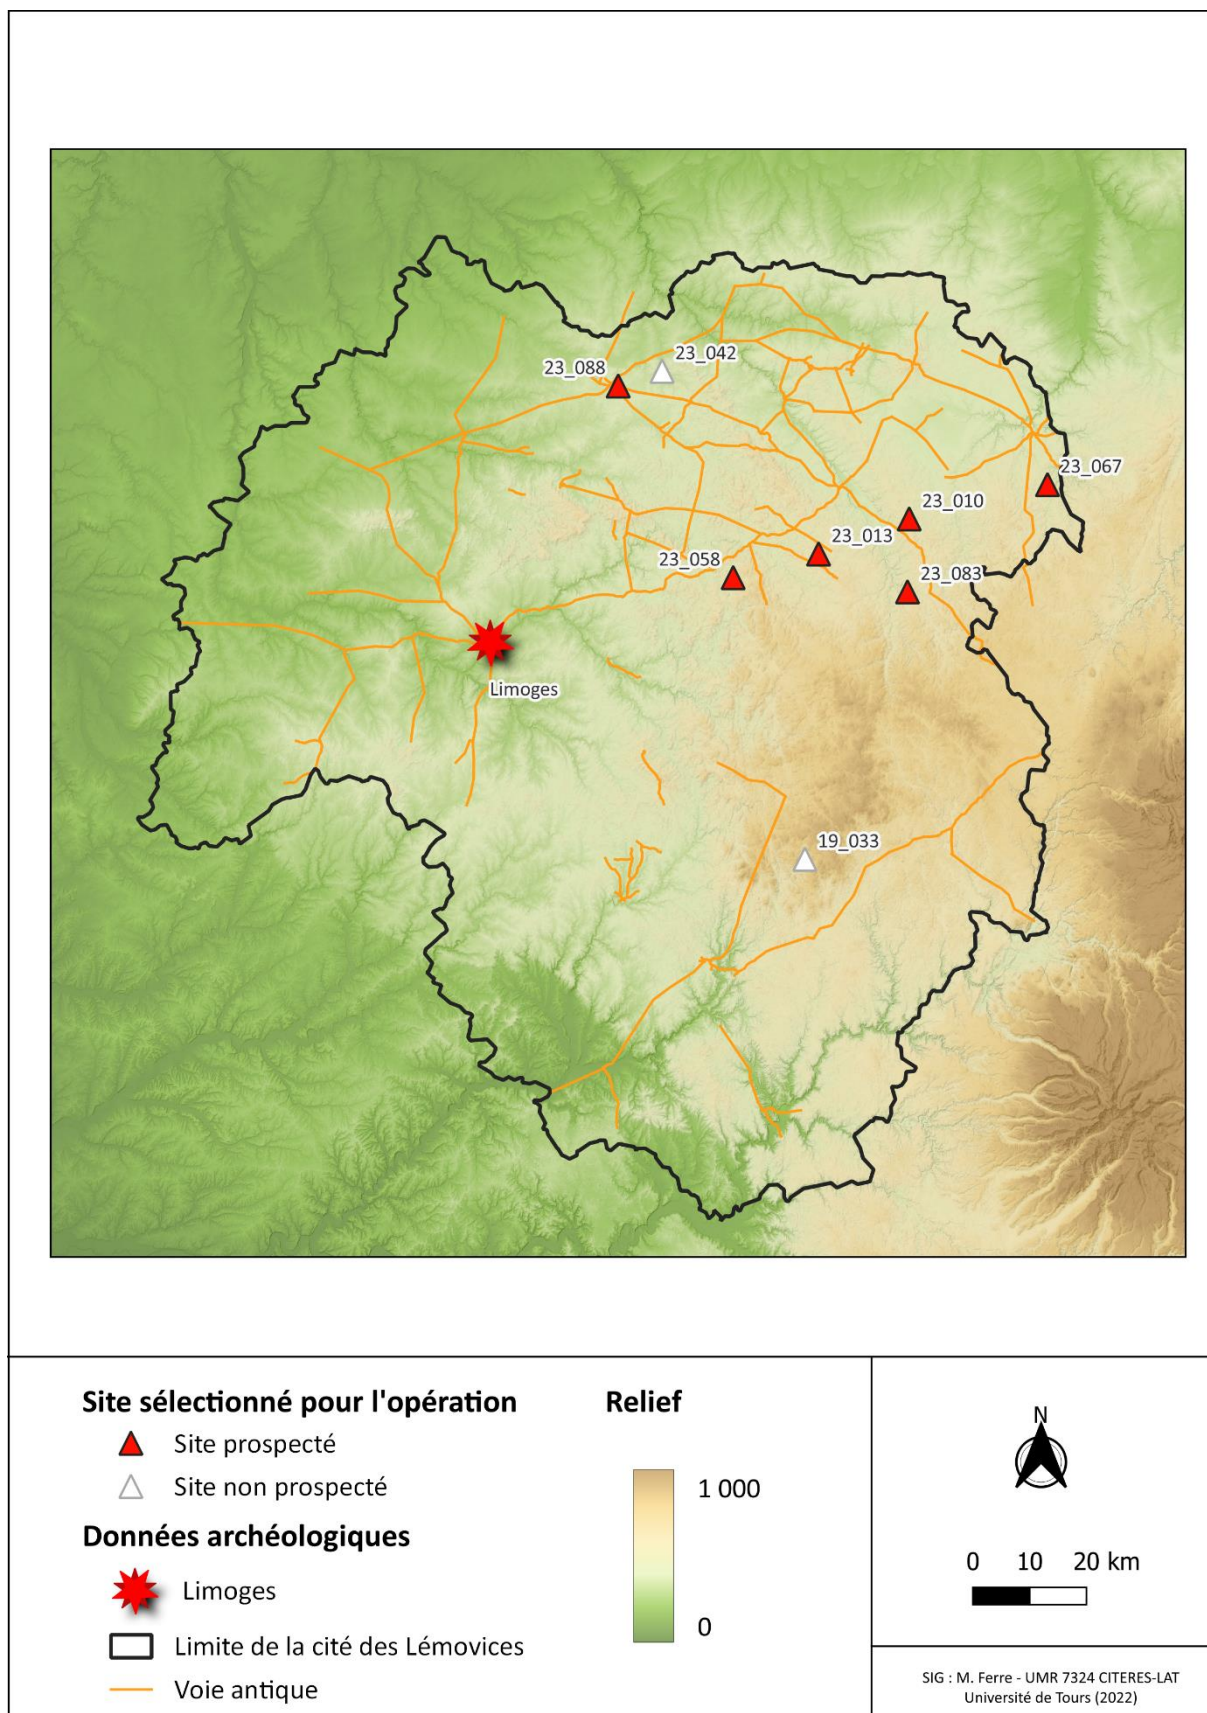 23_042
23_088
23_067
23_010
23_013
23_058
23_083
Limoges
19_033
Site sélectionné pour l'opération
Site prospecté
Site non prospecté
Données archéologiques
Limoges
Limite de la cité des Lémovices
Voie antique
Relief
1 000
0
N
0 10 20 km
SIG : M. Ferre - UMR 7324 CITERES-LAT
Université de Tours (2022)